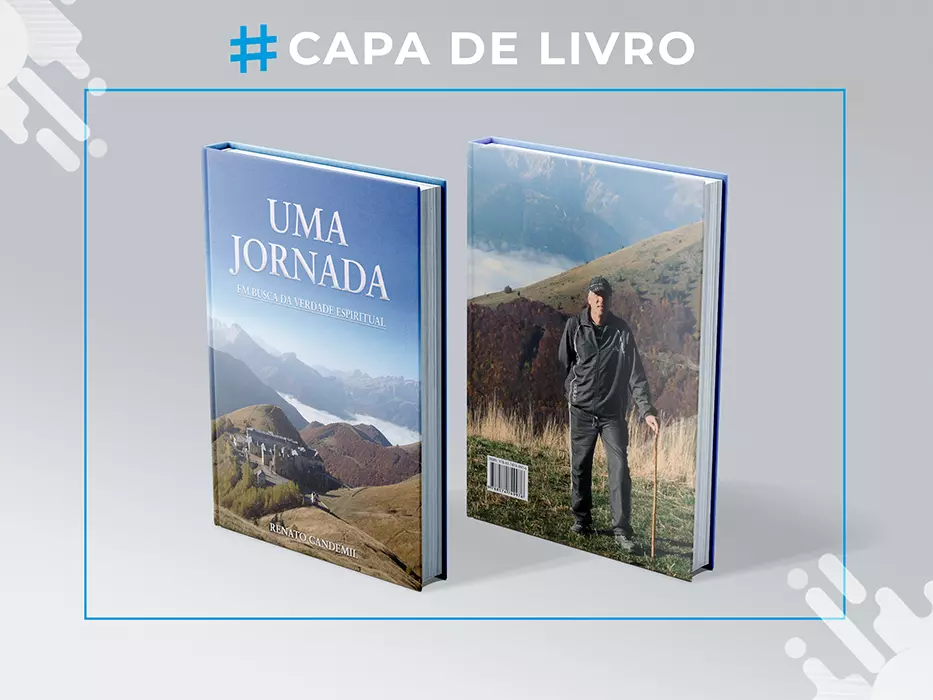 # CAPA DE LIVRO
UMA
JORNADA
EM BUSCA DA VERDADE ESPIRITUAL
RENATO CANDEMIL